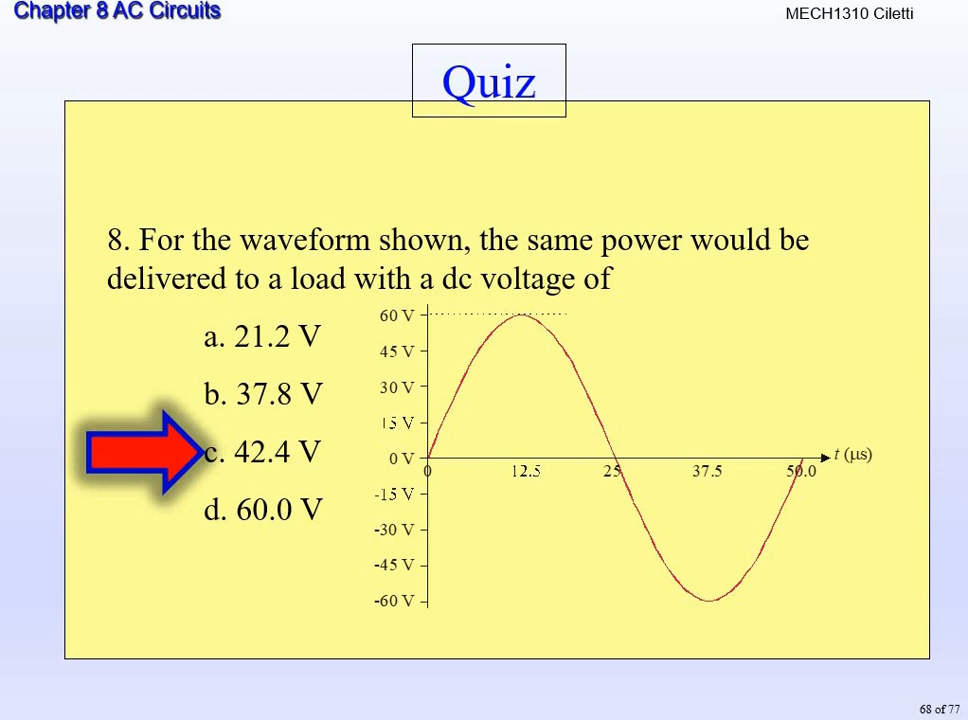 Chapter 8 AC Circuits
MECH1310 Ciletti
Quiz
8. For the waveform shown, the same power would be
delivered to a load with a dc voltage of
a. 21.2 V
b. 37.8 V
c. 42.4 V
d. 60.0 V
60 V
45 V
30 V
15 V
0 V
-15 V
-30 V
-45 V
-60 V
0 12.5 25 37.5 50.0
t (μs)
68 of 77